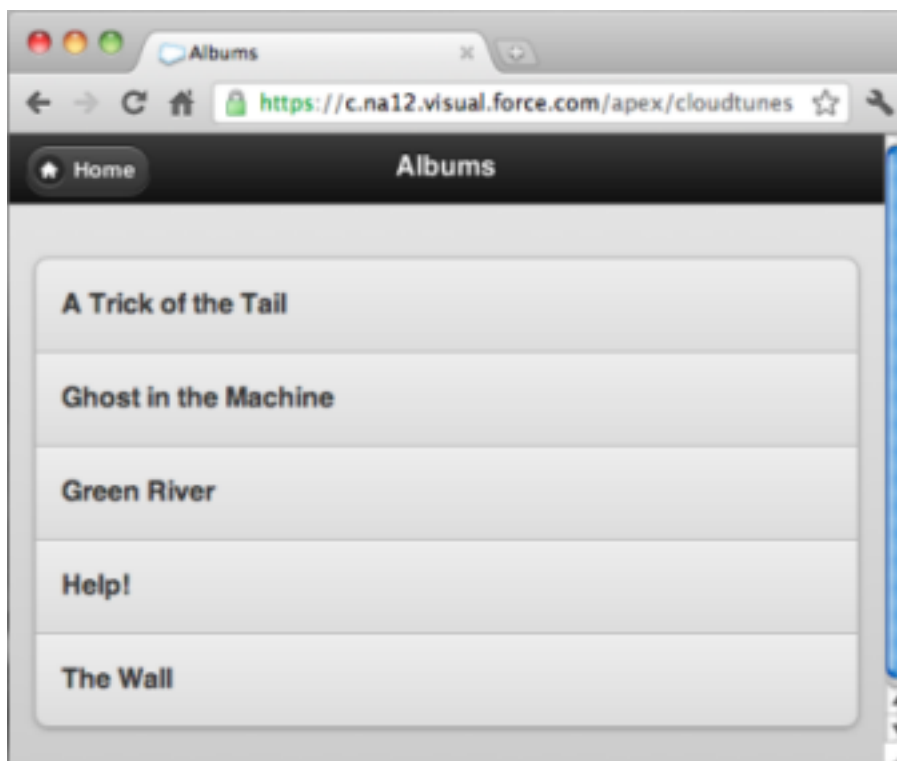 Albums
https://c.na12.visual.force.com/apex/cloudtunes
Home
Albums
A Trick of the Tail
Ghost in the Machine
Green River
Help!
The Wall